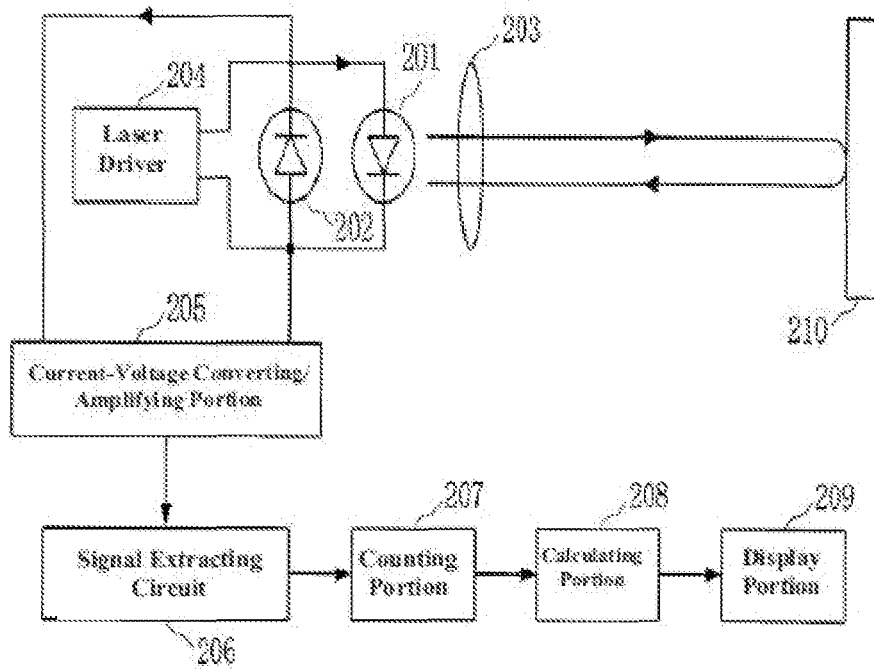 203
201
204
Laser
Driver
202
205
210
Current-Voltage Converting/
Amplifying Portion
207
208
209
Signal Extracting
Circuit
Counting
Portion
Calculating
Portion
Display
Portion
206